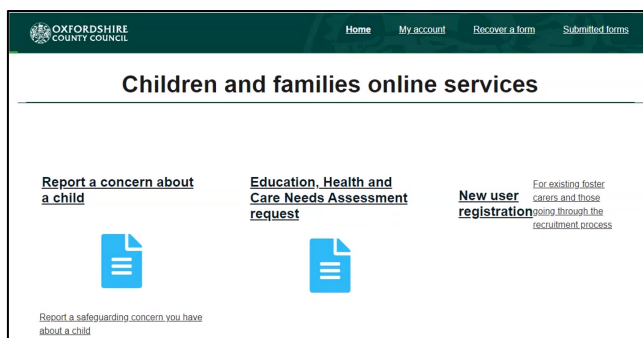 OXFORDSHIRE
COUNTY COUNCIL
Home My account Recover a form Submitted forms
Children and families online services
Report a concern about
a child
Education, Health and
Care Needs Assessment
request
New user
registration
For existing foster
carers and those
going through the
recruitment process
Report a safeguarding concern you have
about a child